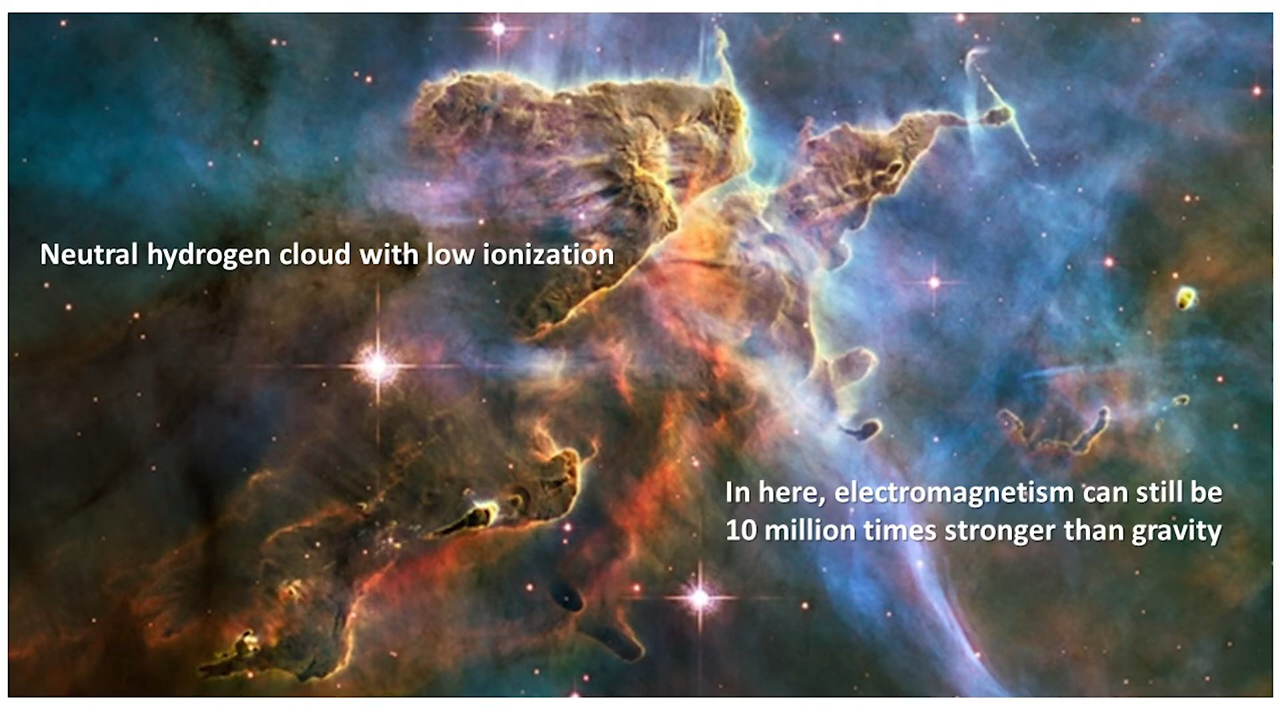 Neutral hydrogen cloud with low ionization
In here, electromagnetism can still be
10 million times stronger than gravity